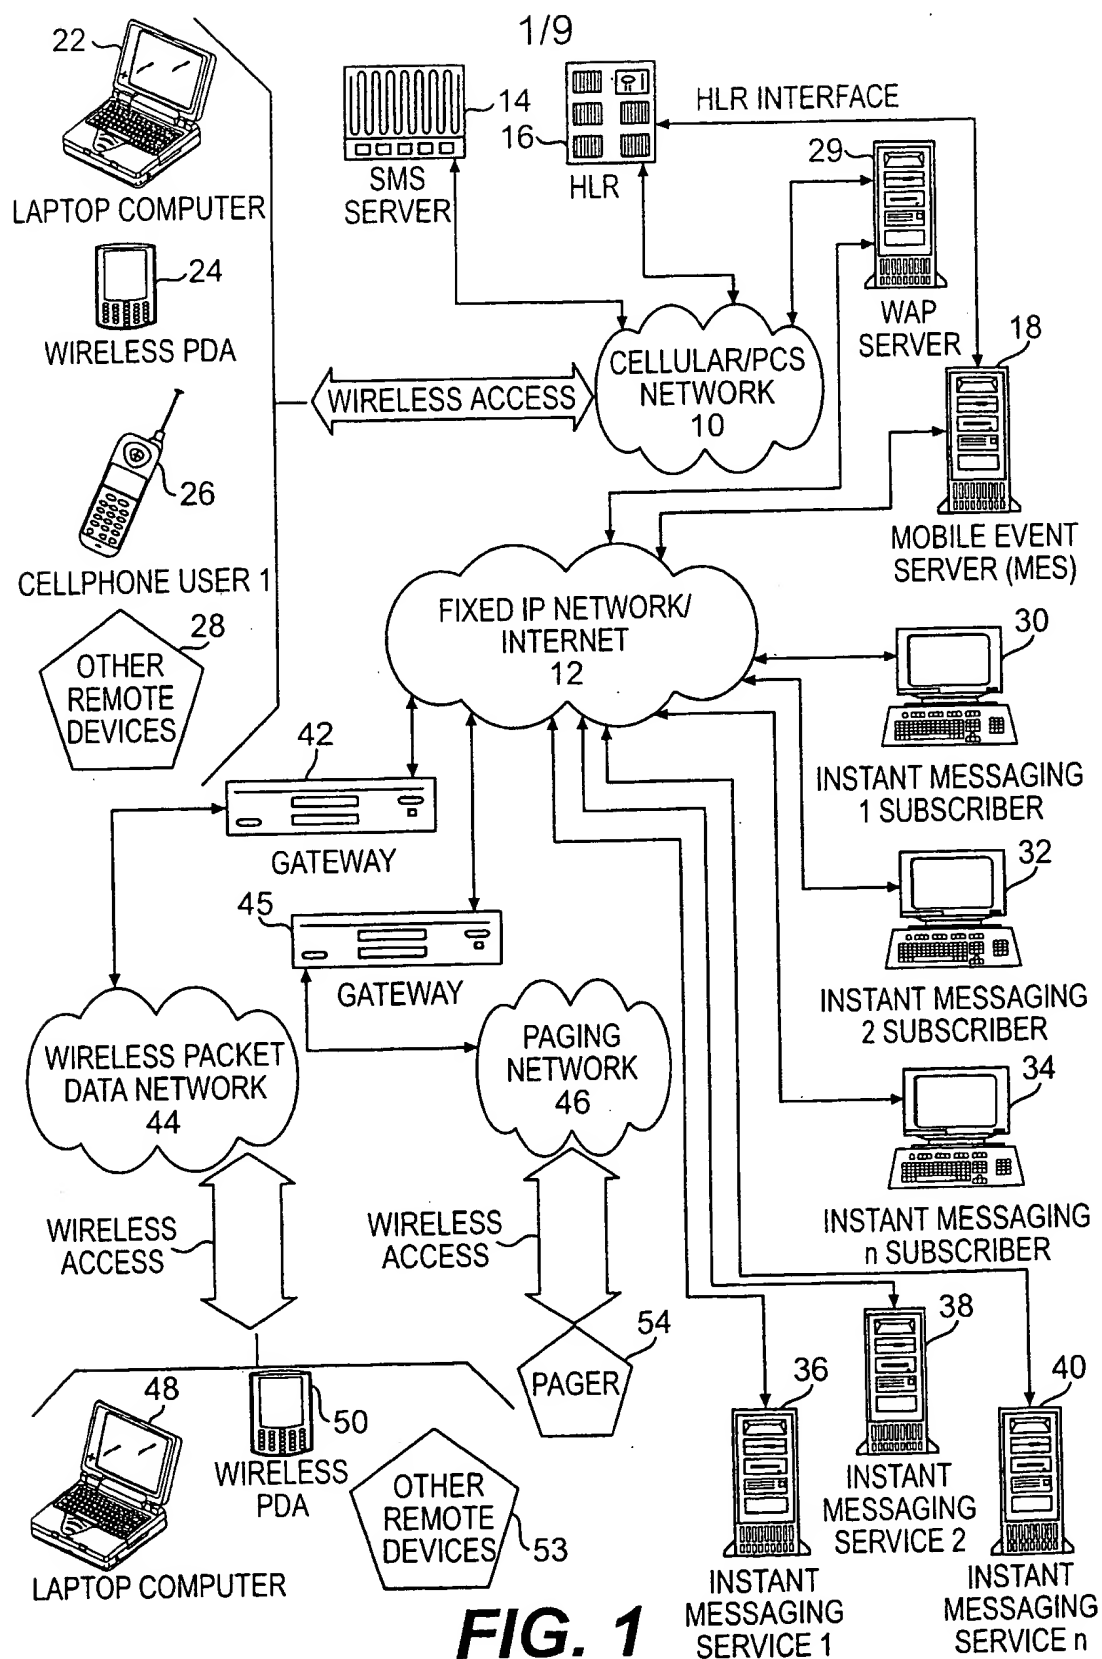 1/9
22
LAPTOP COMPUTER
24
WIRELESS PDA
26
CELLPHONE USER 1
28
OTHER
REMOTE
DEVICES
14
SMS
SERVER
16
HLR
HLR INTERFACE
29
WAP
SERVER
18
MOBILE EVENT
SERVER (MES)
WIRELESS ACCESS
CELLULAR/PCS
NETWORK
10
FIXED IP NETWORK/
INTERNET
12
30
INSTANT MESSAGING
1 SUBSCRIBER
32
INSTANT MESSAGING
2 SUBSCRIBER
34
INSTANT MESSAGING
n SUBSCRIBER
42
GATEWAY
45
GATEWAY
WIRELESS PACKET
DATA NETWORK
44
PAGING
NETWORK
46
WIRELESS
ACCESS
WIRELESS
ACCESS
54
PAGER
48
LAPTOP COMPUTER
50
WIRELESS
PDA
OTHER
REMOTE
DEVICES
53
36
INSTANT
MESSAGING
SERVICE 1
38
INSTANT
MESSAGING
SERVICE 2
40
INSTANT
MESSAGING
SERVICE n
FIG. 1